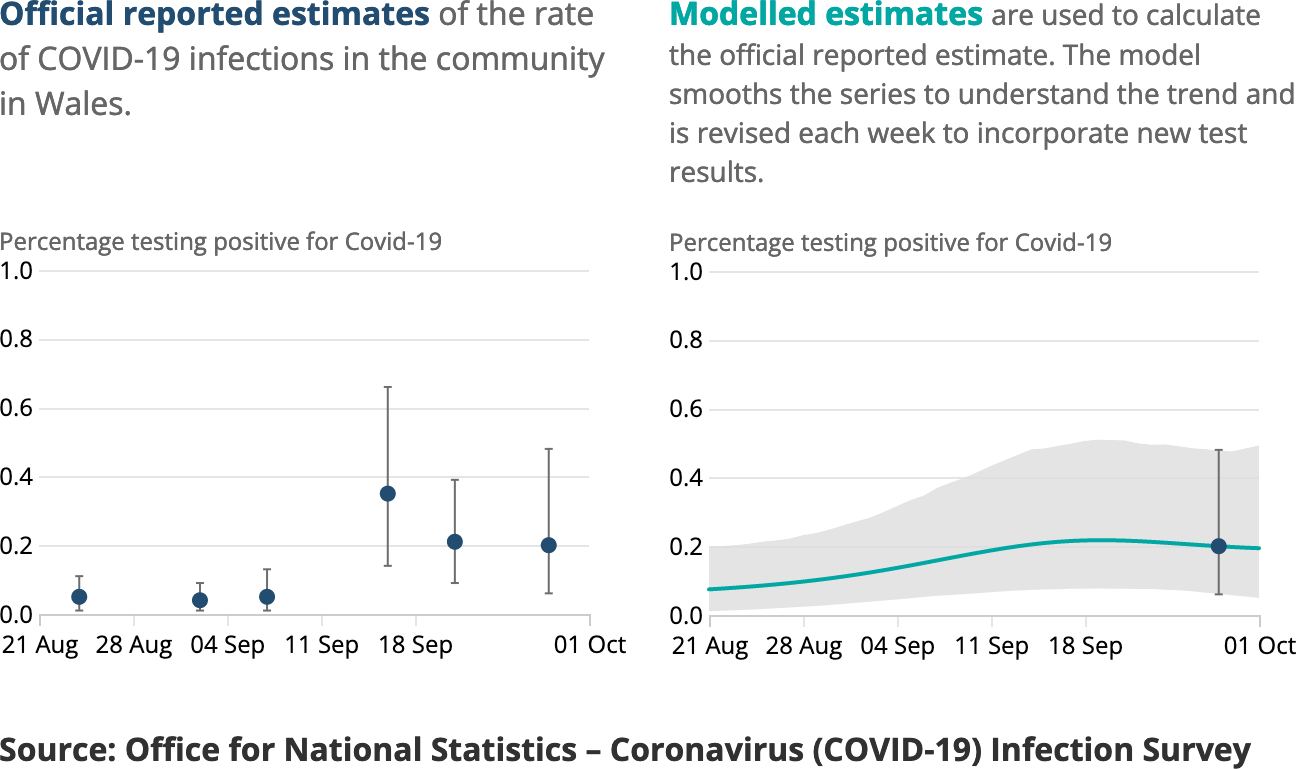 Official reported estimates of the rate
of COVID-19 infections in the community
in Wales.
Percentage testing positive for Covid-19
1.0
0.8
0.6
0.4
0.2
0.0
21 Aug 28 Aug 04 Sep 11 Sep 18 Sep 01 Oct
Modelled estimates are used to calculate
the official reported estimate. The model
smooths the series to understand the trend and
is revised each week to incorporate new test
results.
Percentage testing positive for Covid-19
1.0
0.8
0.6
0.4
0.2
0.0
21 Aug 28 Aug 04 Sep 11 Sep 18 Sep 01 Oct
Source: Office for National Statistics – Coronavirus (COVID-19) Infection Survey